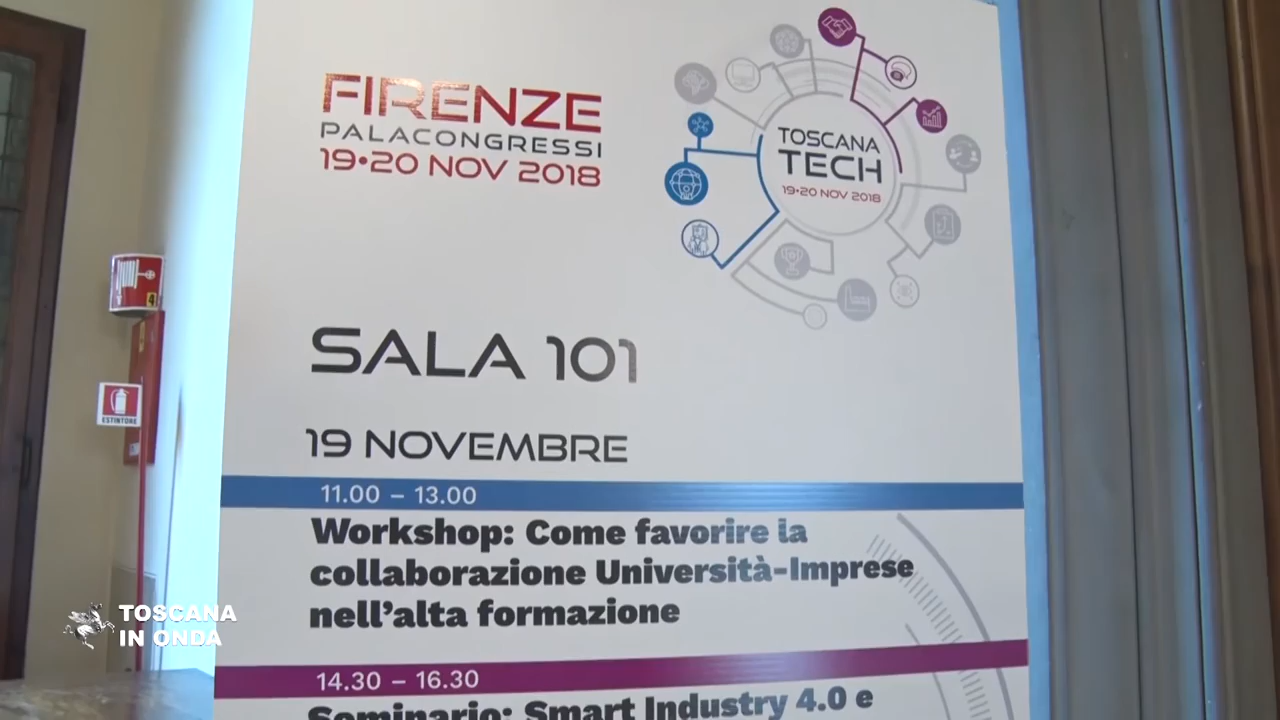 FIRENZE
PALACONGRESSI
19•20 NOV 2018
TOSCANA
TECH
19•20 NOV 2018
4
ESTINTORE
SALA 101
19 NOVEMBRE
11.00 – 13.00
Workshop: Come favorire la
collaborazione Università-Imprese
nell'alta formazione
14.30 – 16.30
Seminario: Smart Industry 4.0 e
TOSCANA
IN ONDA